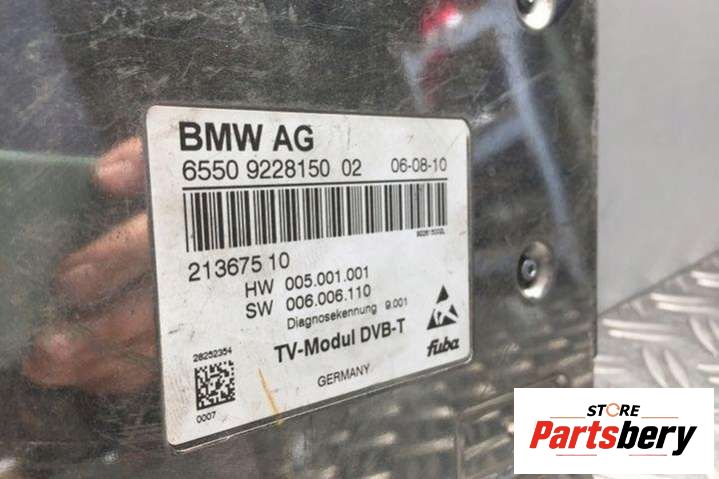 BMW AG
6550 9228150 02 06-08-10
213675 10
HW 005.001.001
SW 006.006.110
Diagnosekennung 9.001
TV-Modul DVB-T
fuba
28252354
GERMANY
0007
STORE
Partsbery